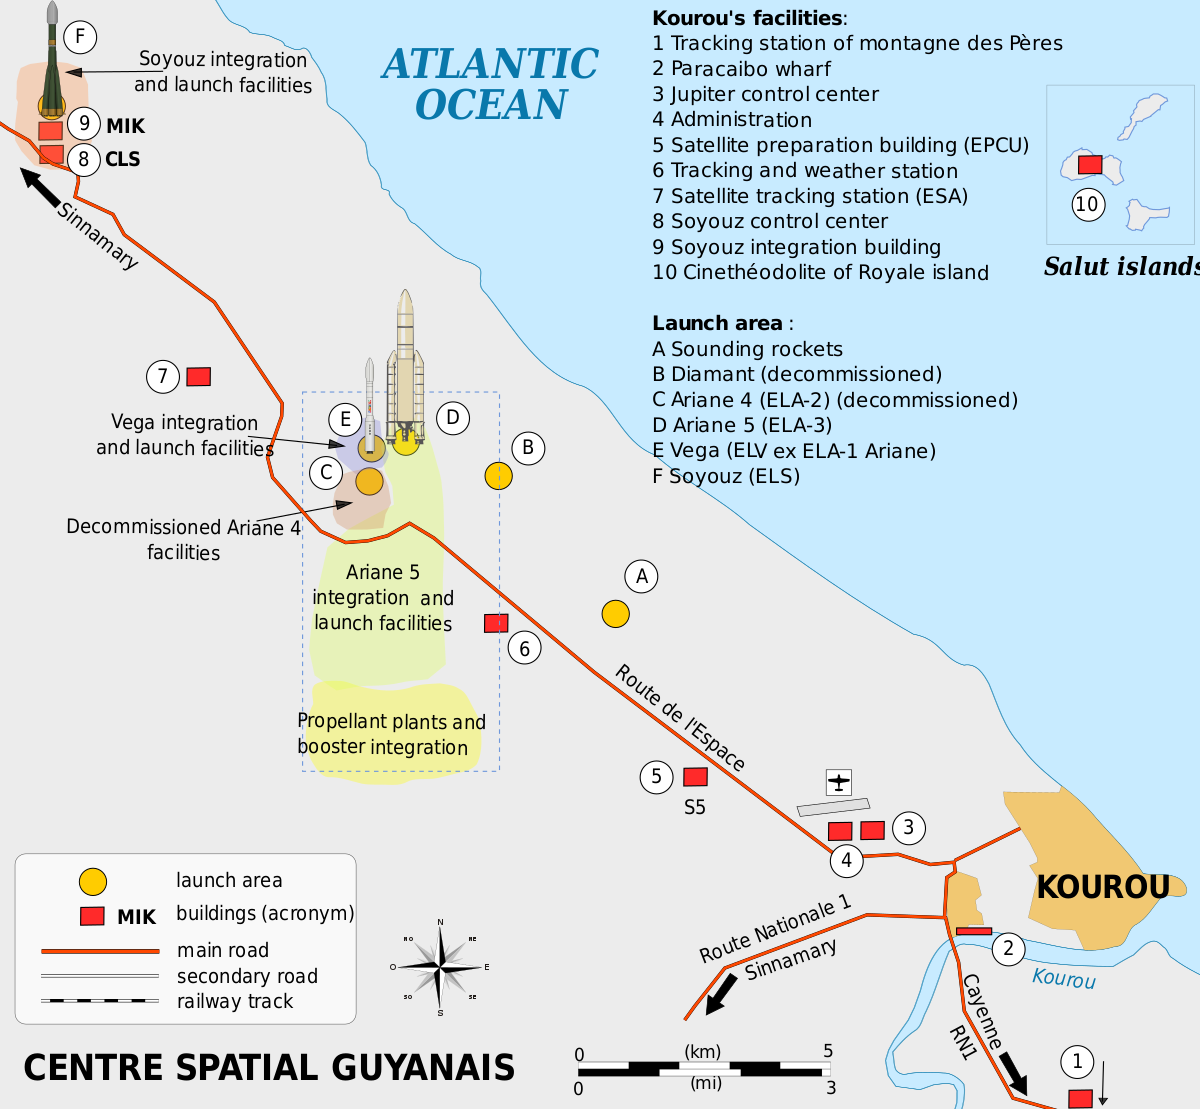 Kourou's facilities:
1 Tracking station of montagne des Pères
2 Paracaibo wharf
3 Jupiter control center
4 Administration
5 Satellite preparation building (EPCU)
6 Tracking and weather station
7 Satellite tracking station (ESA)
8 Soyouz control center
9 Soyouz integration building
10 Cinethéodolite of Royale island
Launch area :
A Sounding rockets
B Diamant (decommissioned)
C Ariane 4 (ELA-2) (decommissioned)
D Ariane 5 (ELA-3)
E Vega (ELV ex ELA-1 Ariane)
F Soyouz (ELS)
ATLANTIC
OCEAN
10
Salut islands
F
Soyouz integration
and launch facilities
9 MIK
8 CLS
Sinnamary
7
Vega integration
and launch facilities
E
D
B
C
Decommissioned Ariane 4
facilities
Ariane 5
integration and
launch facilities
A
6
Propellant plants and
booster integration
Route de l'Espace
5
S5
3
4
KOUROU
2
Kourou
Route Nationale 1
Sinnamary
Cayenne
RN1
1
launch area
MIK buildings (acronym)
main road
secondary road
railway track
N
NO
NE
O
E
SO
SE
S
CENTRE SPATIAL GUYANAIS
0 (km) 5
0 (mi) 3